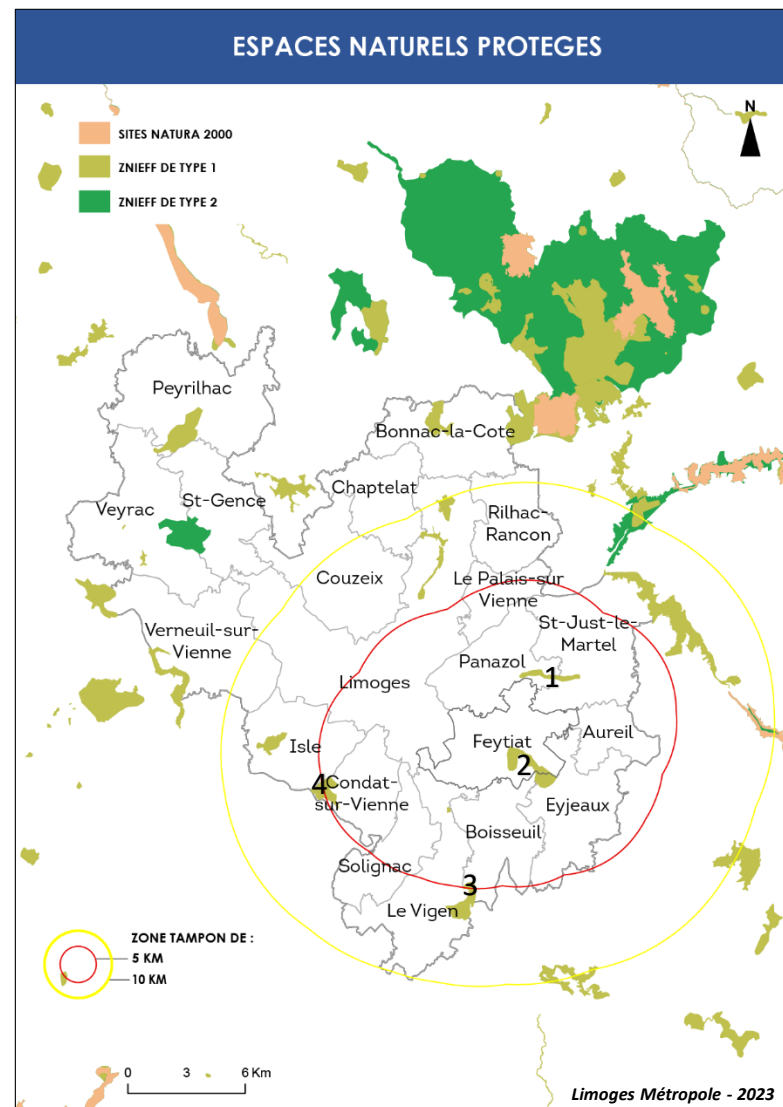 ESPACES NATURELS PROTEGES
SITES NATURA 2000
ZNIEFF DE TYPE 1
ZNIEFF DE TYPE 2
N
Peyrilhac
Bonnac-la-Cote
Chaptelat
St-Gence
Veyrac
Rilhac-
Rancon
Couzeix
Le Palais-sur
Vienne
St-Just-le-
Martel
Verneuil-sur-
Vienne
Panazol
1
Limoges
Aureil
Feytiat
2
Isle
4
Condat-
sur-Vienne
Eyjeaux
Boisseuil
Solignac
3
Le Vigen
ZONE TAMPON DE :
5 KM
10 KM
0 3 6 Km
Limoges Métropole - 2023